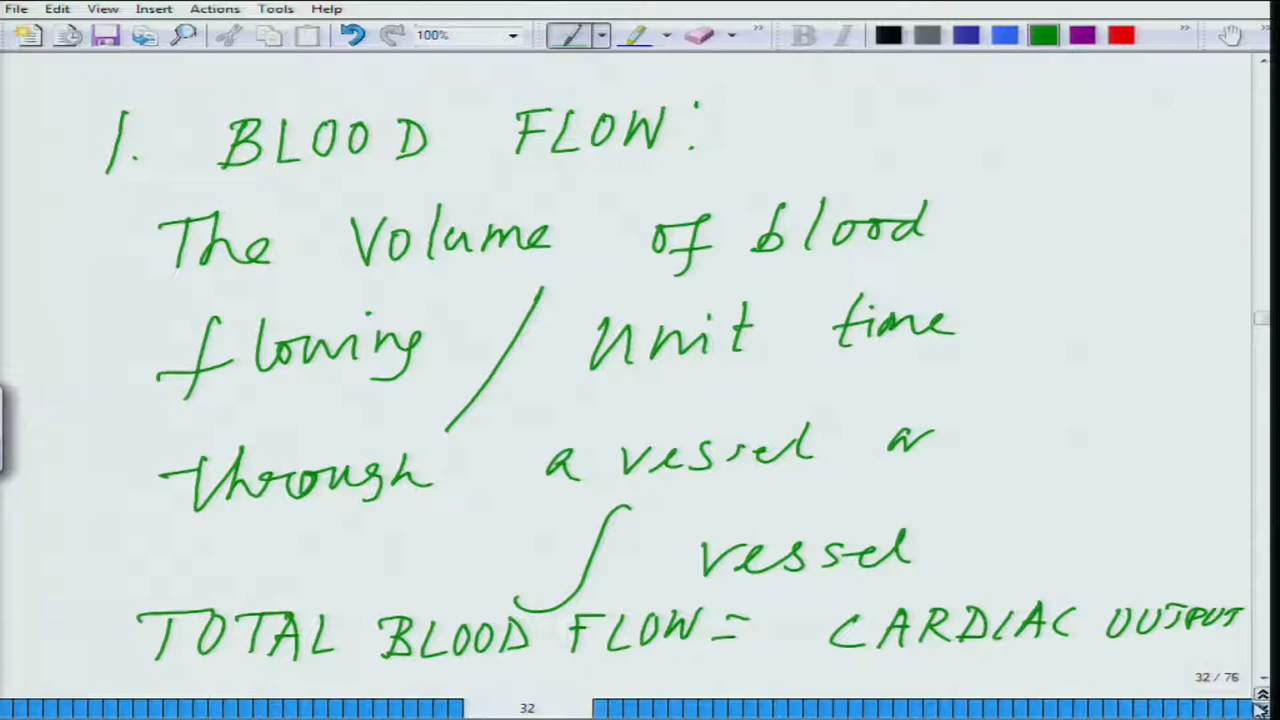 File Edit View Insert Actions Tools Help
100% B I
1. BLOOD FLOW:
The Volume of blood
flowing / unit time
through a vessel or
∫ vessel
TOTAL BLOOD FLOW = CARDIAC OUTPUT
32 / 76
32